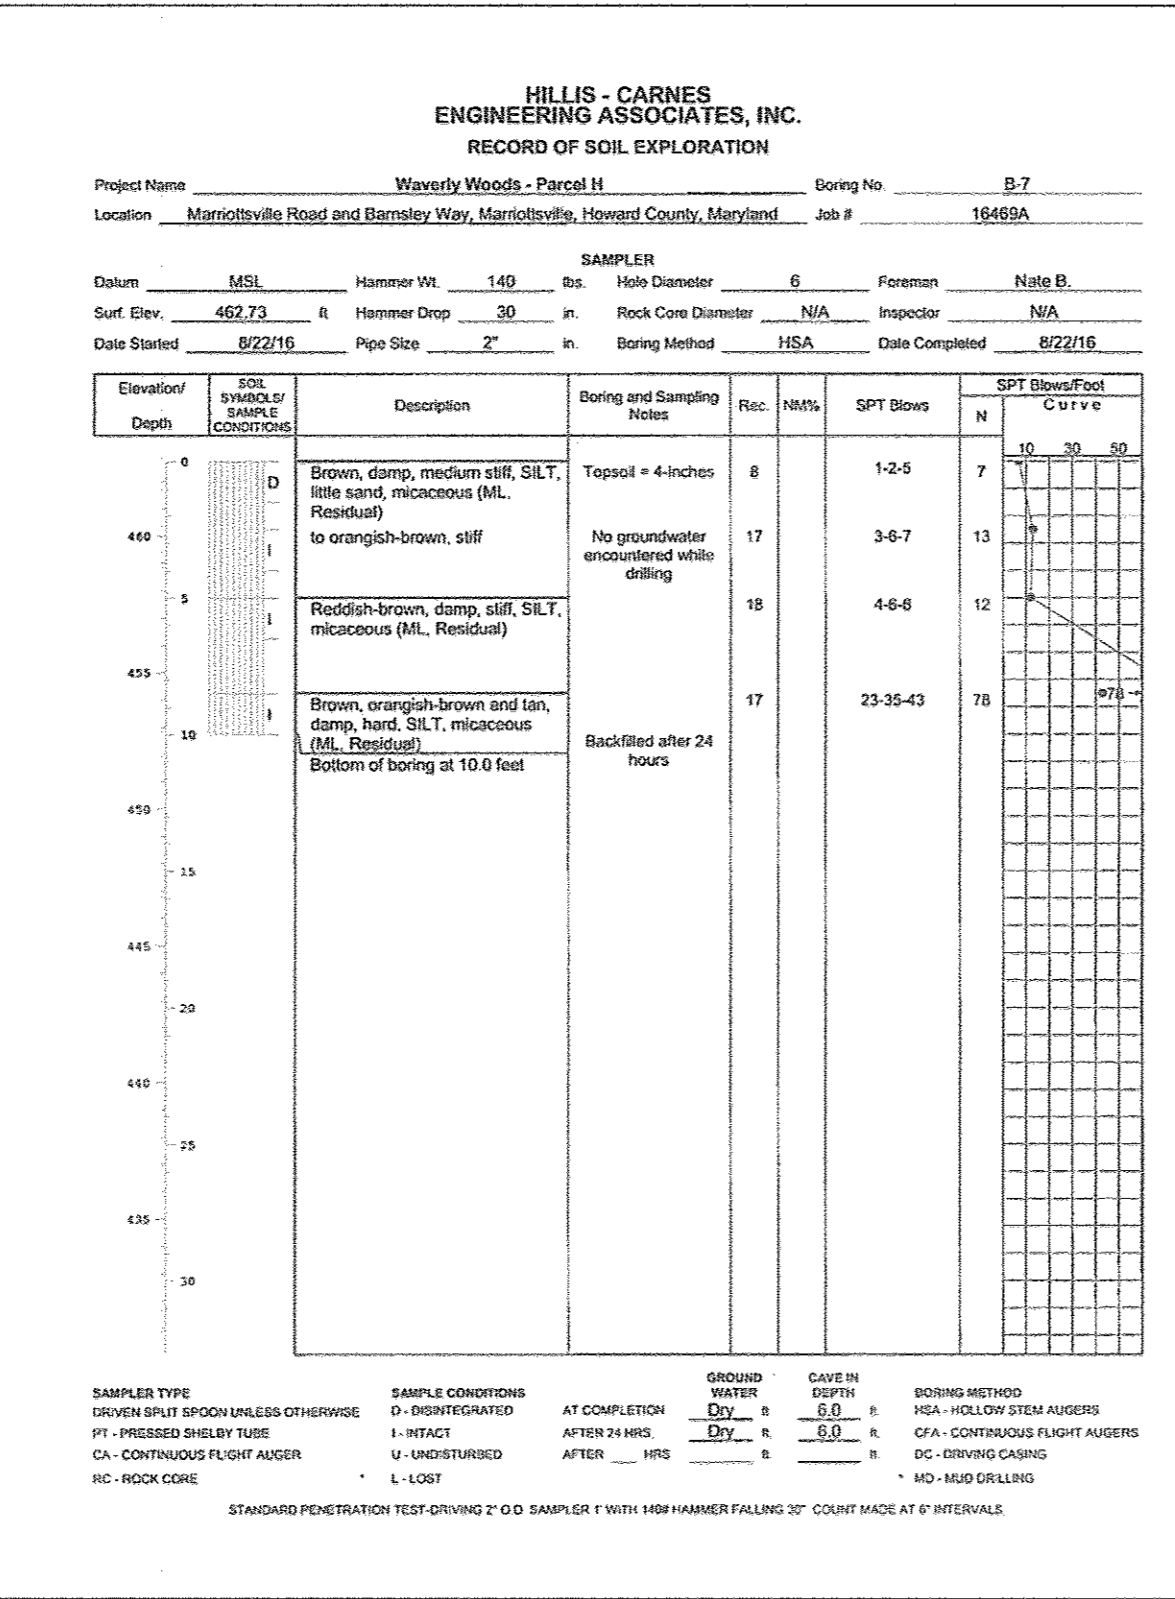 HILLIS - CARNES
ENGINEERING ASSOCIATES, INC.
RECORD OF SOIL EXPLORATION
Project Name Waverly Woods - Parcel H Boring No. B-7
Location Marriottsville Road and Barnsley Way, Marriottsville, Howard County, Maryland Job # 16469A
SAMPLER
Datum MSL Hammer Wt. 140 lbs. Hole Diameter 6 Foreman Nate B.
Surf. Elev. 462.73 ft Hammer Drop 30 in. Rock Core Diameter N/A Inspector N/A
Date Started 8/22/16 Pipe Size 2" in. Boring Method HSA Date Completed 8/22/16
Elevation/
Depth
SOIL
SYMBOLS/
SAMPLE
CONDITIONS
Description
Boring and Sampling
Notes
Rec.
NM%
SPT Blows
SPT Blows/Foot
N
Curve
10 30 50
0
D
Brown, damp, medium stiff, SILT,
little sand, micaceous (ML,
Residual)
Topsoil = 4-inches
8
1-2-5
7
460
I
to orangish-brown, stiff
No groundwater
encountered while
drilling
17
3-6-7
13
5
I
Reddish-brown, damp, stiff, SILT,
micaceous (ML, Residual)
18
4-6-6
12
455
I
Brown, orangish-brown and tan,
damp, hard, SILT, micaceous
(ML, Residual)
17
23-35-43
78
78
10
Bottom of boring at 10.0 feet
Backfilled after 24
hours
450
15
445
20
440
25
435
30
GROUND
WATER
CAVE IN
DEPTH
SAMPLER TYPE SAMPLE CONDITIONS BORING METHOD
DRIVEN SPLIT SPOON UNLESS OTHERWISE D - DISINTEGRATED AT COMPLETION Dry ft. 6.0 ft. HSA - HOLLOW STEM AUGERS
PT - PRESSED SHELBY TUBE I - INTACT AFTER 24 HRS. Dry ft. 6.0 ft. CFA - CONTINUOUS FLIGHT AUGERS
CA - CONTINUOUS FLIGHT AUGER U - UNDISTURBED AFTER ___ HRS ft. ft. DC - DRIVING CASING
RC - ROCK CORE L - LOST MD - MUD DRILLING
STANDARD PENETRATION TEST-DRIVING 2" O.D. SAMPLER 1' WITH 140# HAMMER FALLING 30" COUNT MADE AT 6" INTERVALS